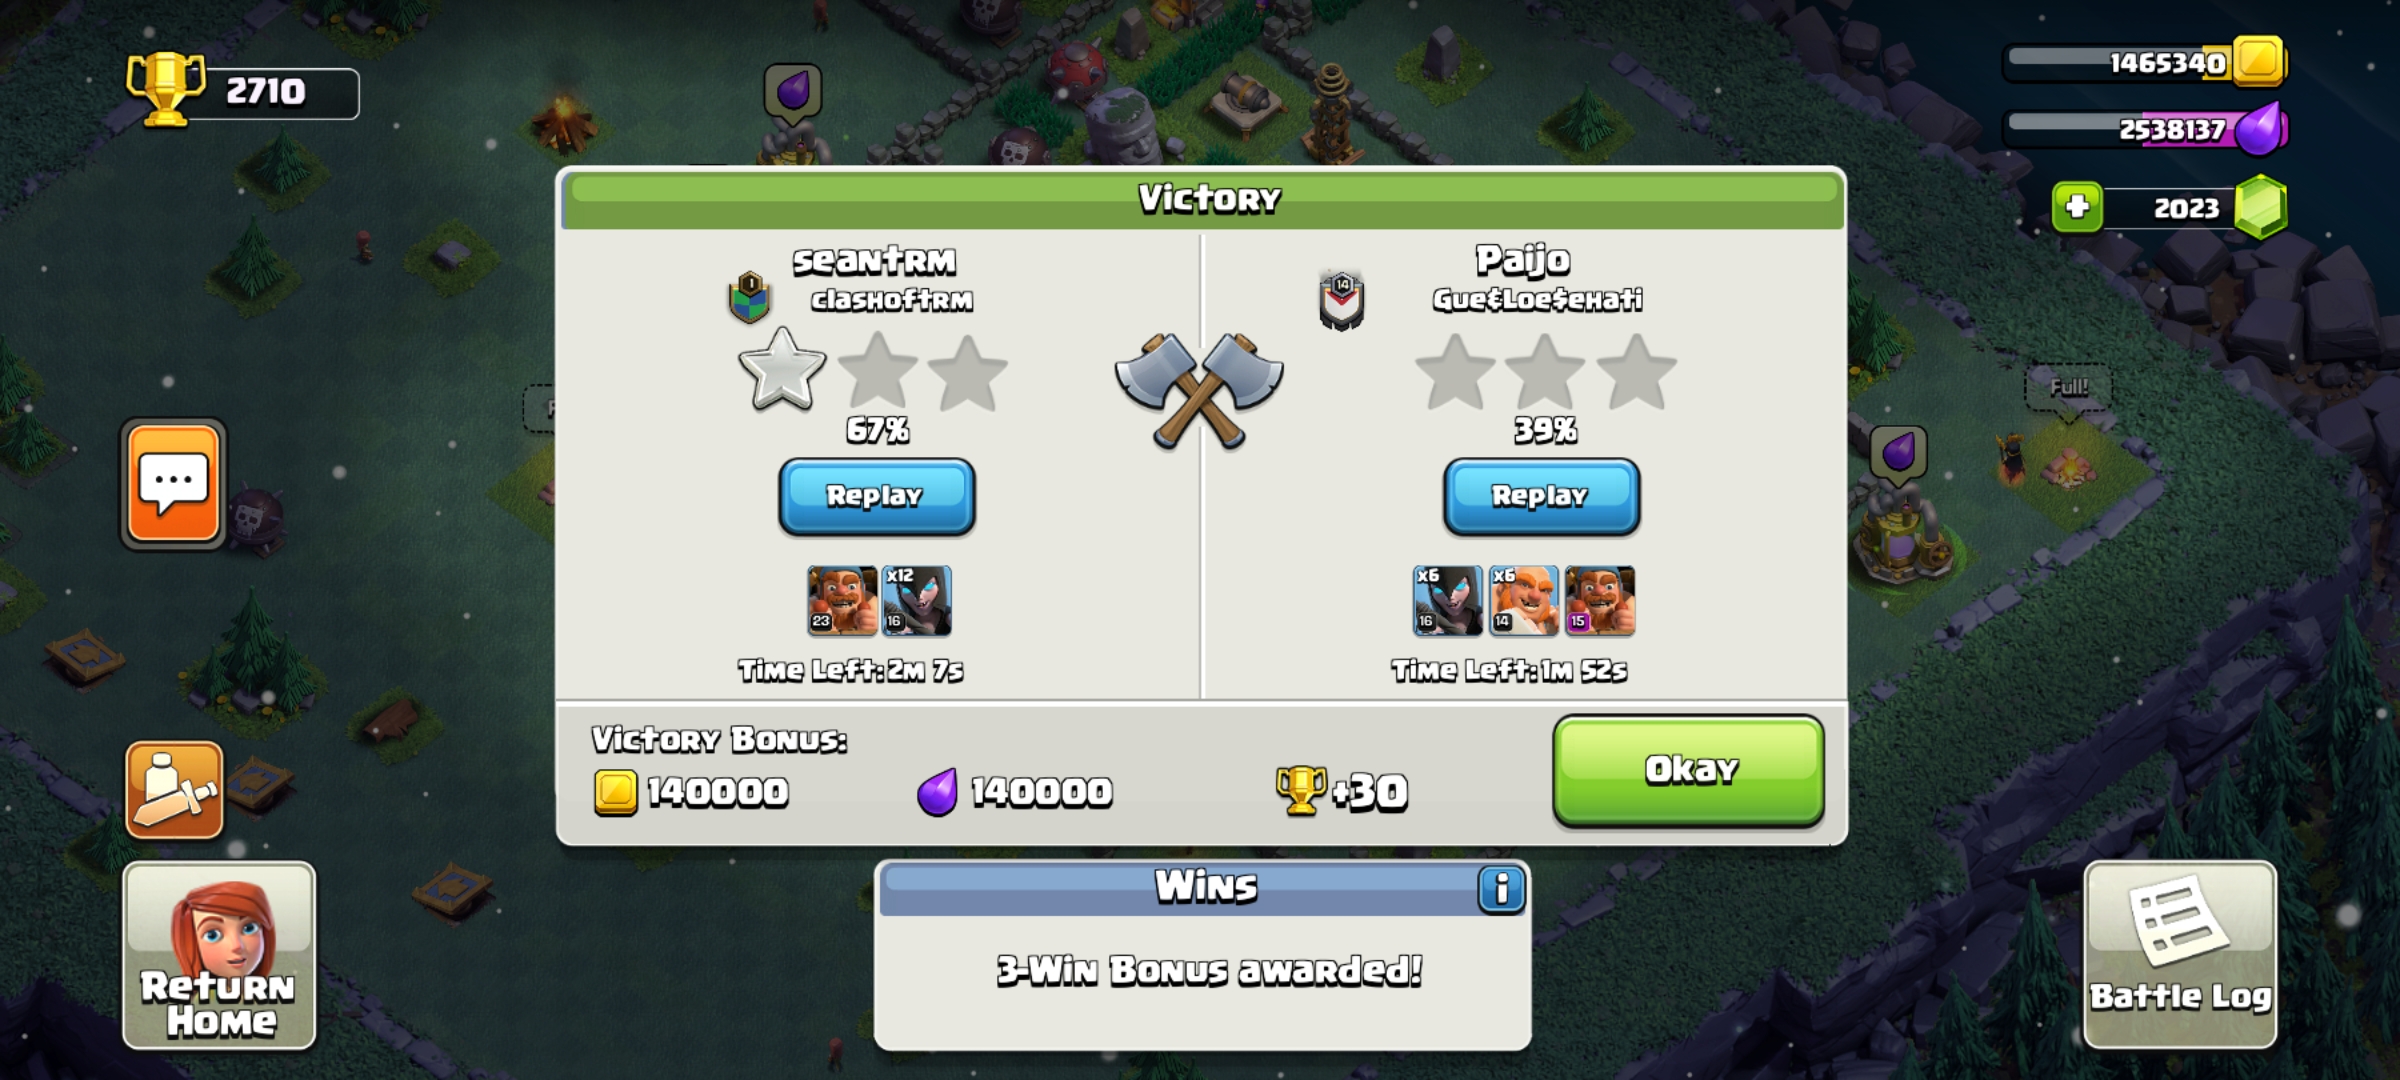 2710
1465340
2538137
2023
Victory
seantrm
clashoftrm
1
67%
Replay
23
x12
16
Time Left: 2m 7s
Paijo
Gue€Loe$eHati
14
39%
Replay
x6
16
x6
14
15
Time Left: 1m 52s
Full!
Victory Bonus:
140000
140000
+30
Okay
Wins
i
3-Win Bonus awarded!
Return
Home
Battle Log